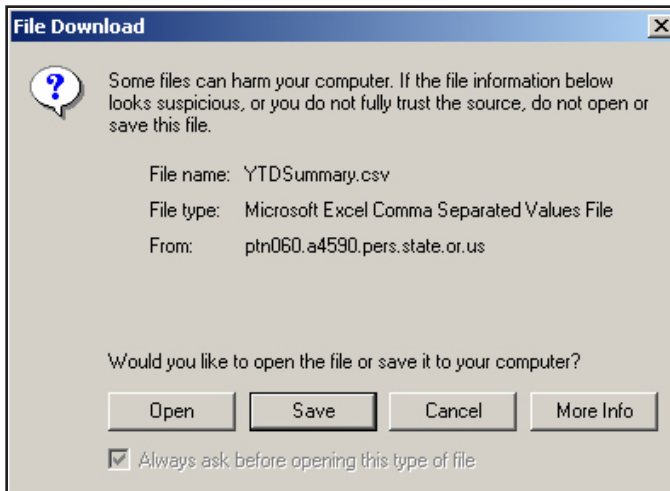 File Download
Some files can harm your computer. If the file information below
looks suspicious, or you do not fully trust the source, do not open or
save this file.
File name: YTDSummary.csv
File type: Microsoft Excel Comma Separated Values File
From: ptn060.a4590.pers.state.or.us
Would you like to open the file or save it to your computer?
Open Save Cancel More Info
Always ask before opening this type of file